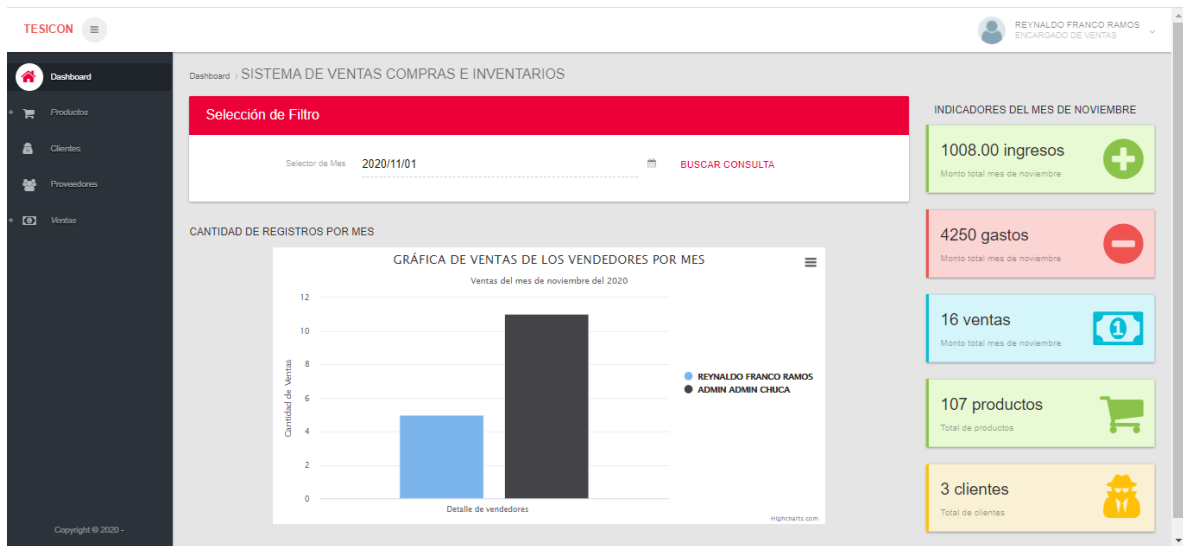 TESICON
REYNALDO FRANCO RAMOS
ENCARGADO DE VENTAS
Dashboard
Productos
Clientes
Proveedores
Ventas
Copyright © 2020 -
Dashboard / SISTEMA DE VENTAS COMPRAS E INVENTARIOS
Selección de Filtro
Selector de Mes 2020/11/01 BUSCAR CONSULTA
CANTIDAD DE REGISTROS POR MES
GRÁFICA DE VENTAS DE LOS VENDEDORES POR MES
Ventas del mes de noviembre del 2020
Cantidad de Ventas
12
10
8
6
4
2
0
Detalle de vendedores
REYNALDO FRANCO RAMOS
ADMIN ADMIN CHUCA
Highcharts.com
INDICADORES DEL MES DE NOVIEMBRE
1008.00 ingresos
Monto total mes de noviembre
4250 gastos
Monto total mes de noviembre
16 ventas
Monto total mes de noviembre
1
107 productos
Total de productos
3 clientes
Total de clientes